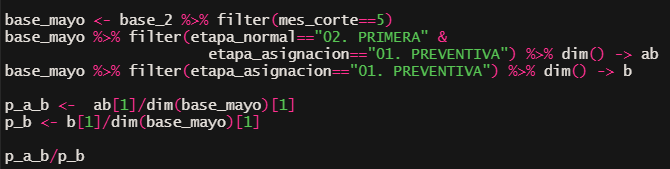 base_mayo <- base_2 %>% filter(mes_corte==5)
base_mayo %>% filter(etapa_normal=="02. PRIMERA" &
etapa_asignacion=="01. PREVENTIVA") %>% dim() -> ab
base_mayo %>% filter(etapa_asignacion=="01. PREVENTIVA") %>% dim() -> b
p_a_b <- ab[1]/dim(base_mayo)[1]
p_b <- b[1]/dim(base_mayo)[1]
p_a_b/p_b